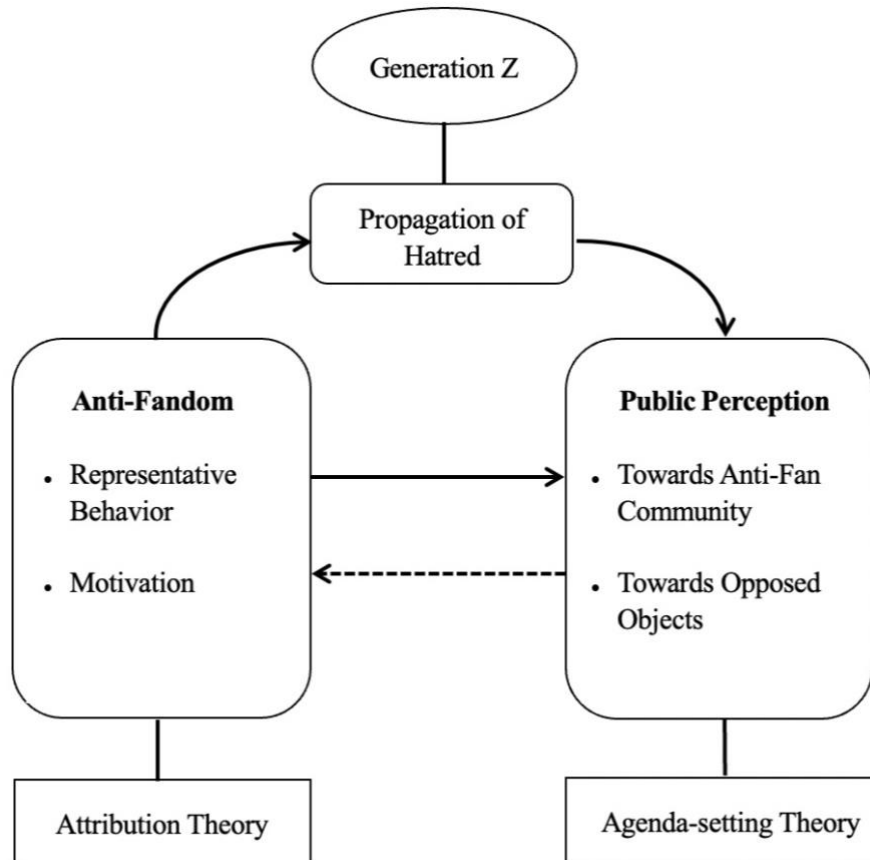 Generation Z
Propagation of
Hatred
Anti-Fandom
• Representative
Behavior
• Motivation
Public Perception
• Towards Anti-Fan
Community
• Towards Opposed
Objects
Attribution Theory
Agenda-setting Theory